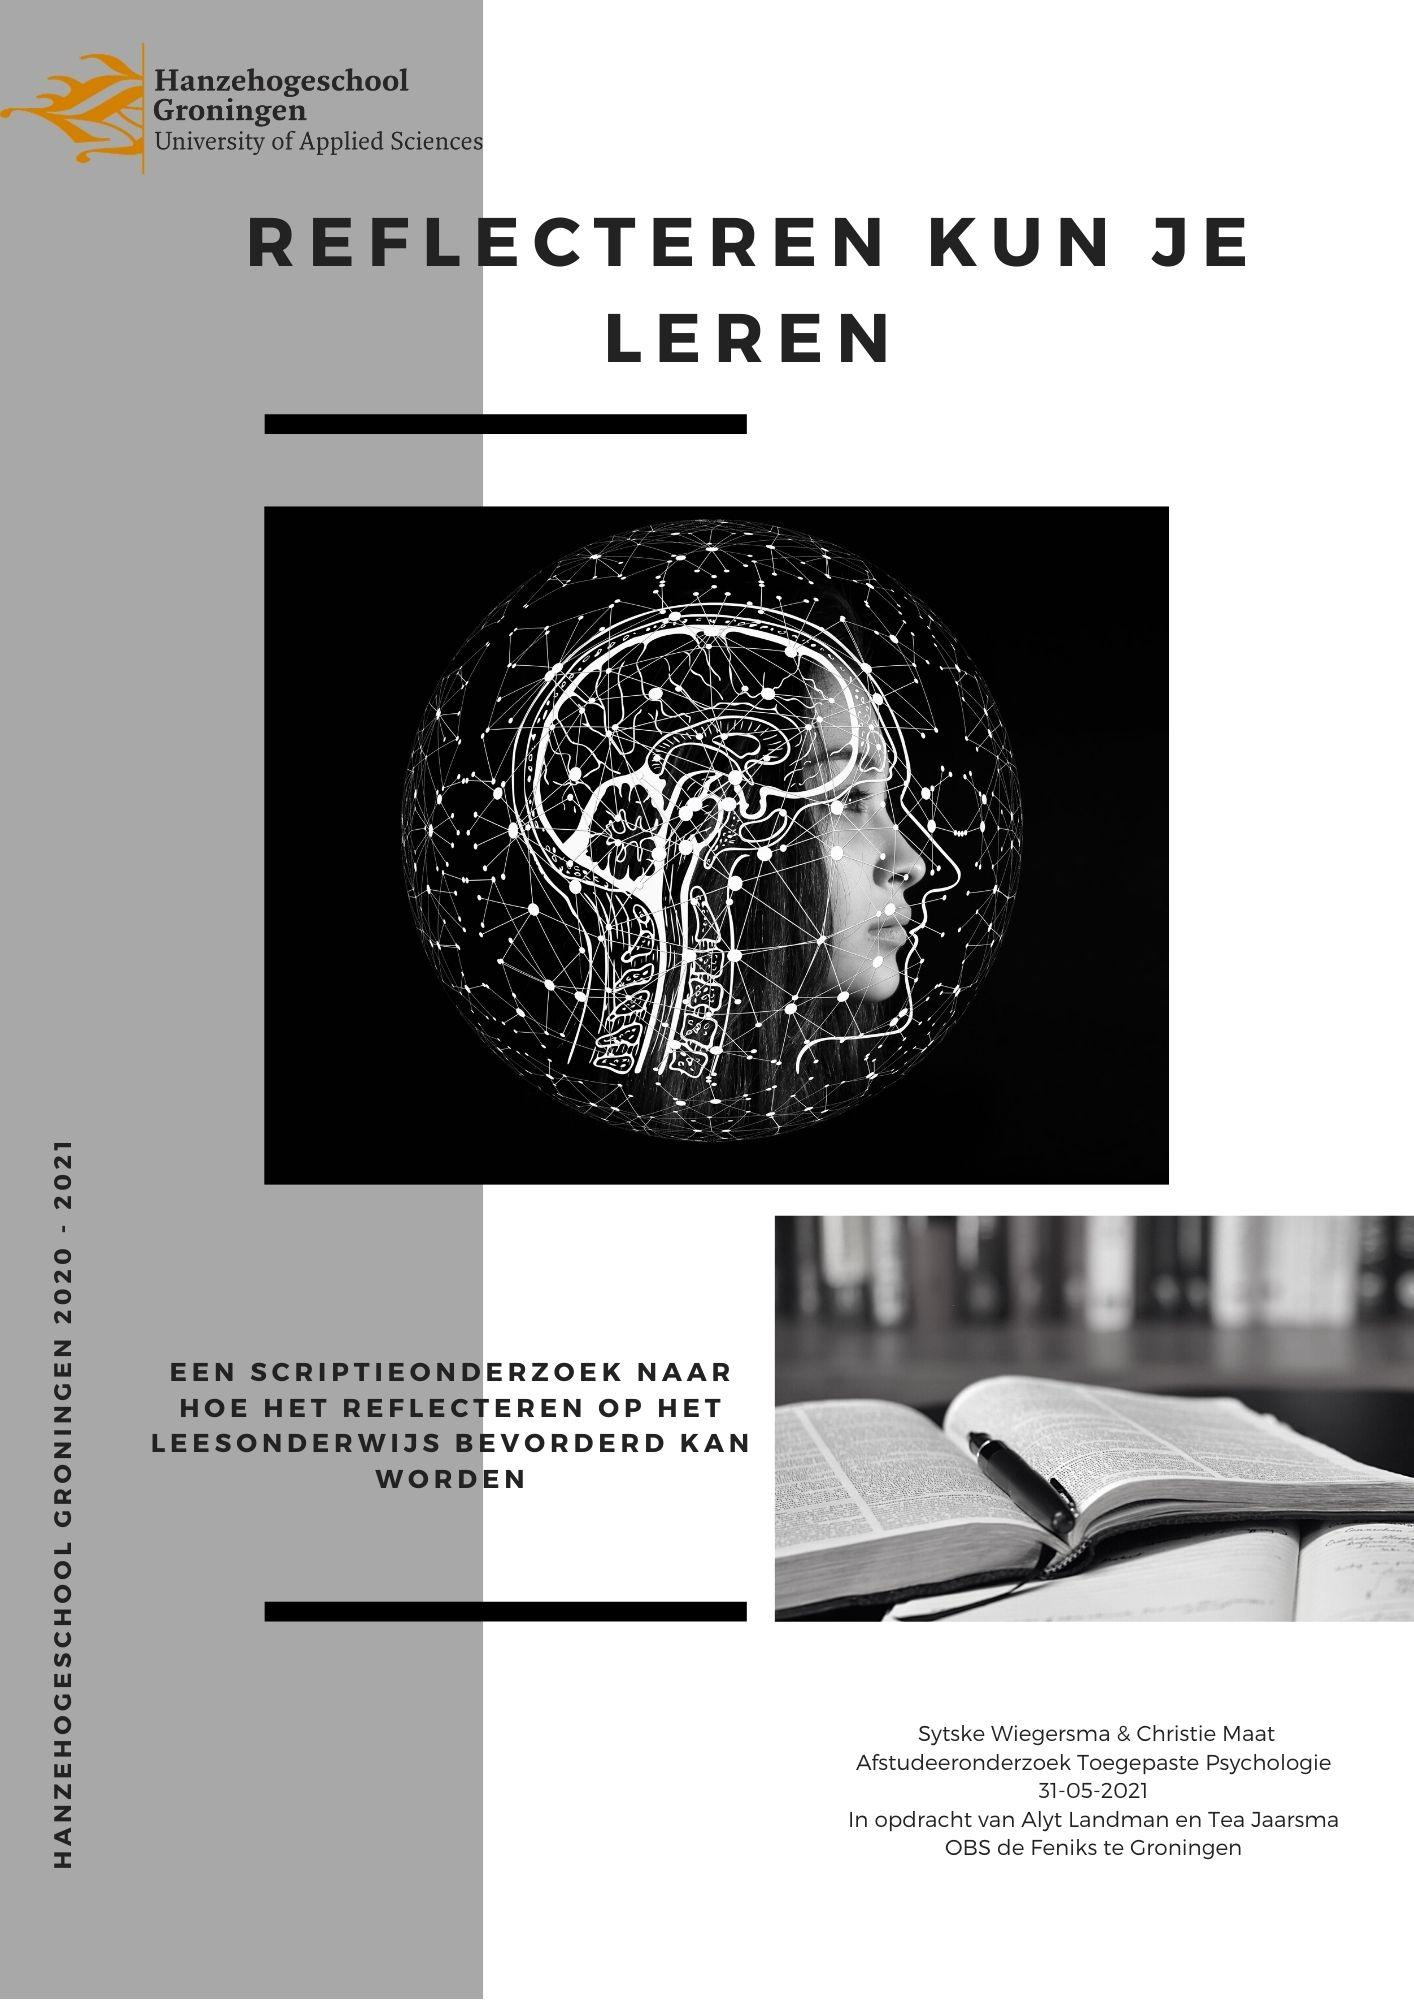 Hanzehogeschool
Groningen
University of Applied Sciences
REFLECTEREN KUN JE
LEREN
HANZEHOGESCHOOL GRONINGEN 2020 - 2021
EEN SCRIPTIEONDERZOEK NAAR
HOE HET REFLECTEREN OP HET
LEESONDERWIJS BEVORDERD KAN
WORDEN
Sytske Wiegersma & Christie Maat
Afstudeeronderzoek Toegepaste Psychologie
31-05-2021
In opdracht van Alyt Landman en Tea Jaarsma
OBS de Feniks te Groningen